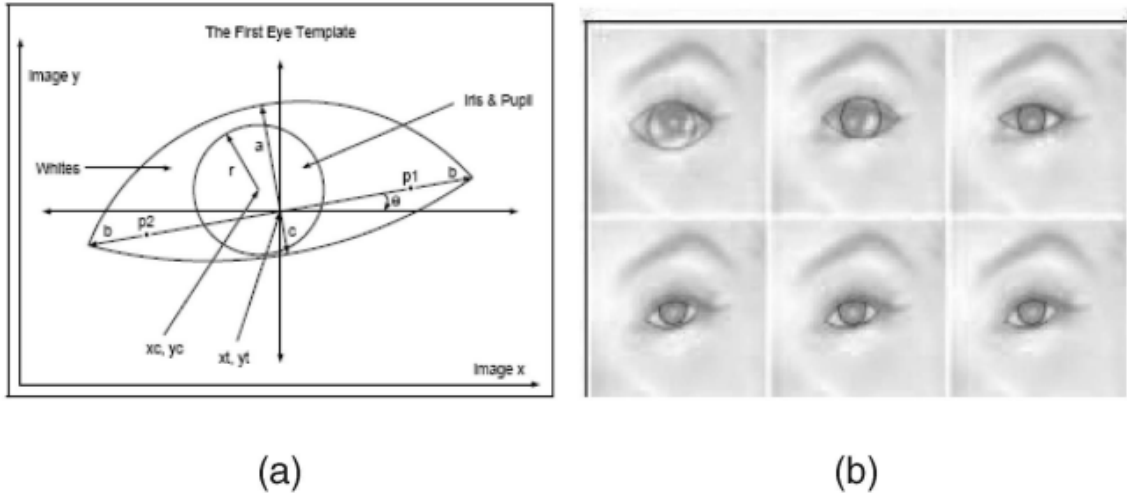 The First Eye Template
Image y
Iris & Pupil
Whites
a
r
p1
b
θ
b
p2
c
xc, yc
xt, yt
Image x
(a)
(b)